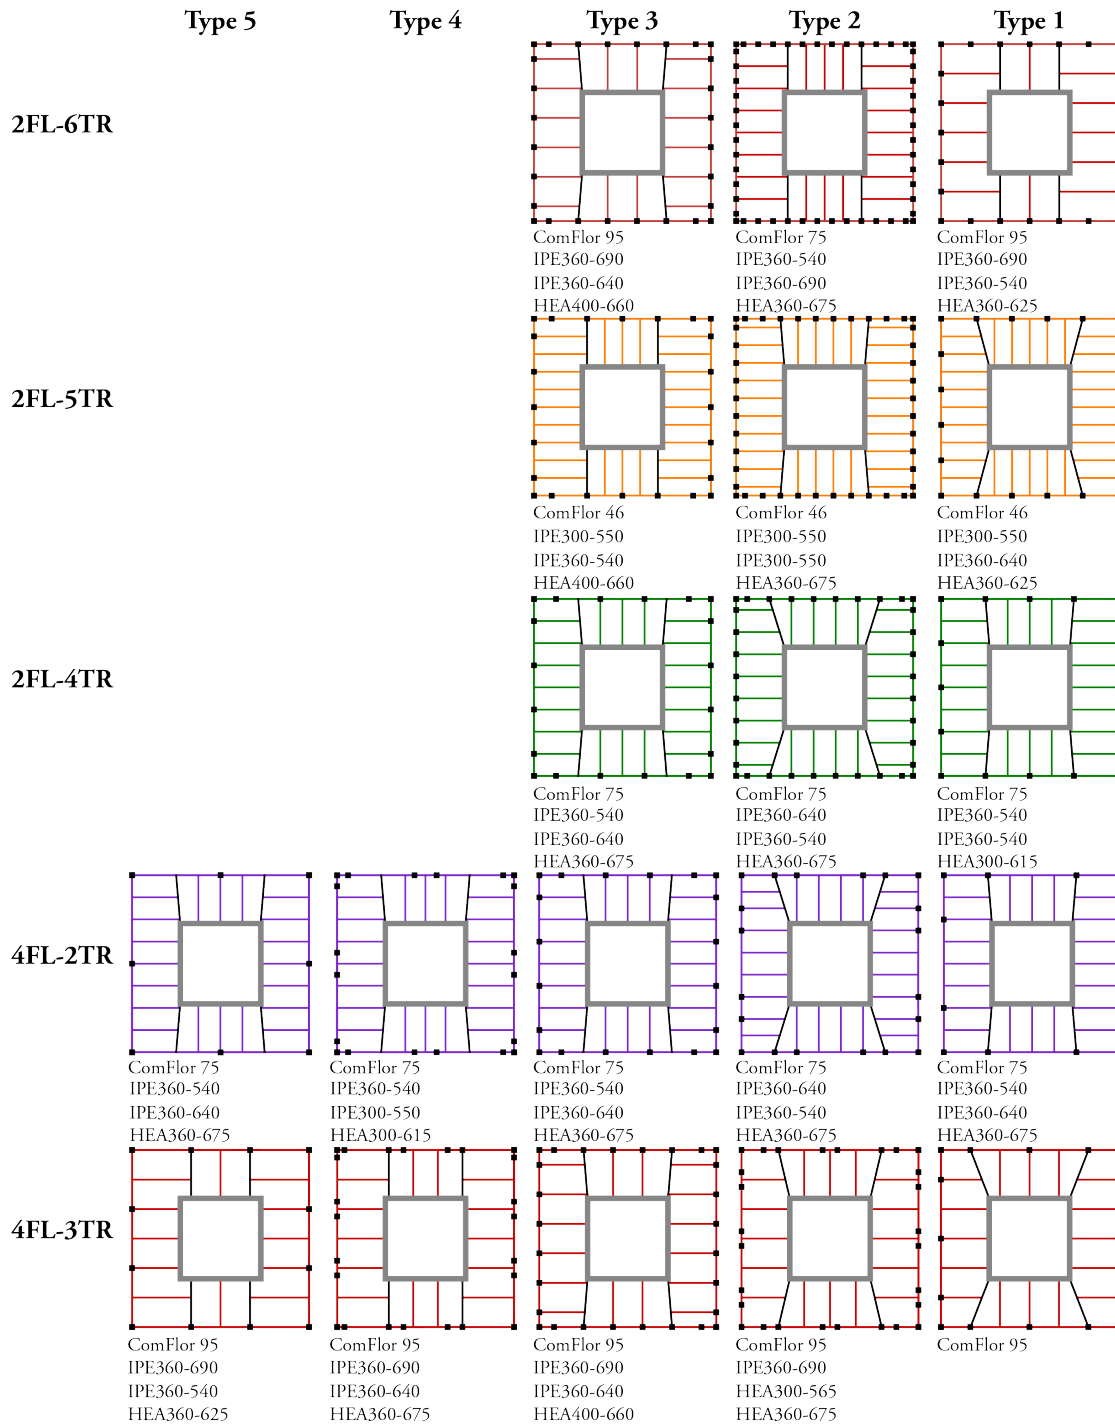 Type 5 Type 4 Type 3 Type 2 Type 1
2FL-6TR
ComFlor 95 ComFlor 75 ComFlor 95
IPE360-690 IPE360-540 IPE360-690
IPE360-640 IPE360-690 IPE360-540
HEA400-660 HEA360-675 HEA360-625
2FL-5TR
ComFlor 46 ComFlor 46 ComFlor 46
IPE300-550 IPE300-550 IPE300-550
IPE360-540 IPE300-550 IPE360-640
HEA400-660 HEA360-675 HEA360-625
2FL-4TR
ComFlor 75 ComFlor 75 ComFlor 75
IPE360-540 IPE360-640 IPE360-540
IPE360-640 IPE360-540 IPE360-540
HEA360-675 HEA360-675 HEA300-615
4FL-2TR
ComFlor 75 ComFlor 75 ComFlor 75 ComFlor 75 ComFlor 75
IPE360-540 IPE360-540 IPE360-540 IPE360-640 IPE360-540
IPE360-640 IPE300-550 IPE360-640 IPE360-540 IPE360-640
HEA360-675 HEA300-615 HEA360-675 HEA360-675 HEA360-675
4FL-3TR
ComFlor 95 ComFlor 95 ComFlor 95 ComFlor 95 ComFlor 95
IPE360-690 IPE360-690 IPE360-690 IPE360-690
IPE360-540 IPE360-640 IPE360-640 HEA300-565
HEA360-625 HEA360-675 HEA400-660 HEA360-675